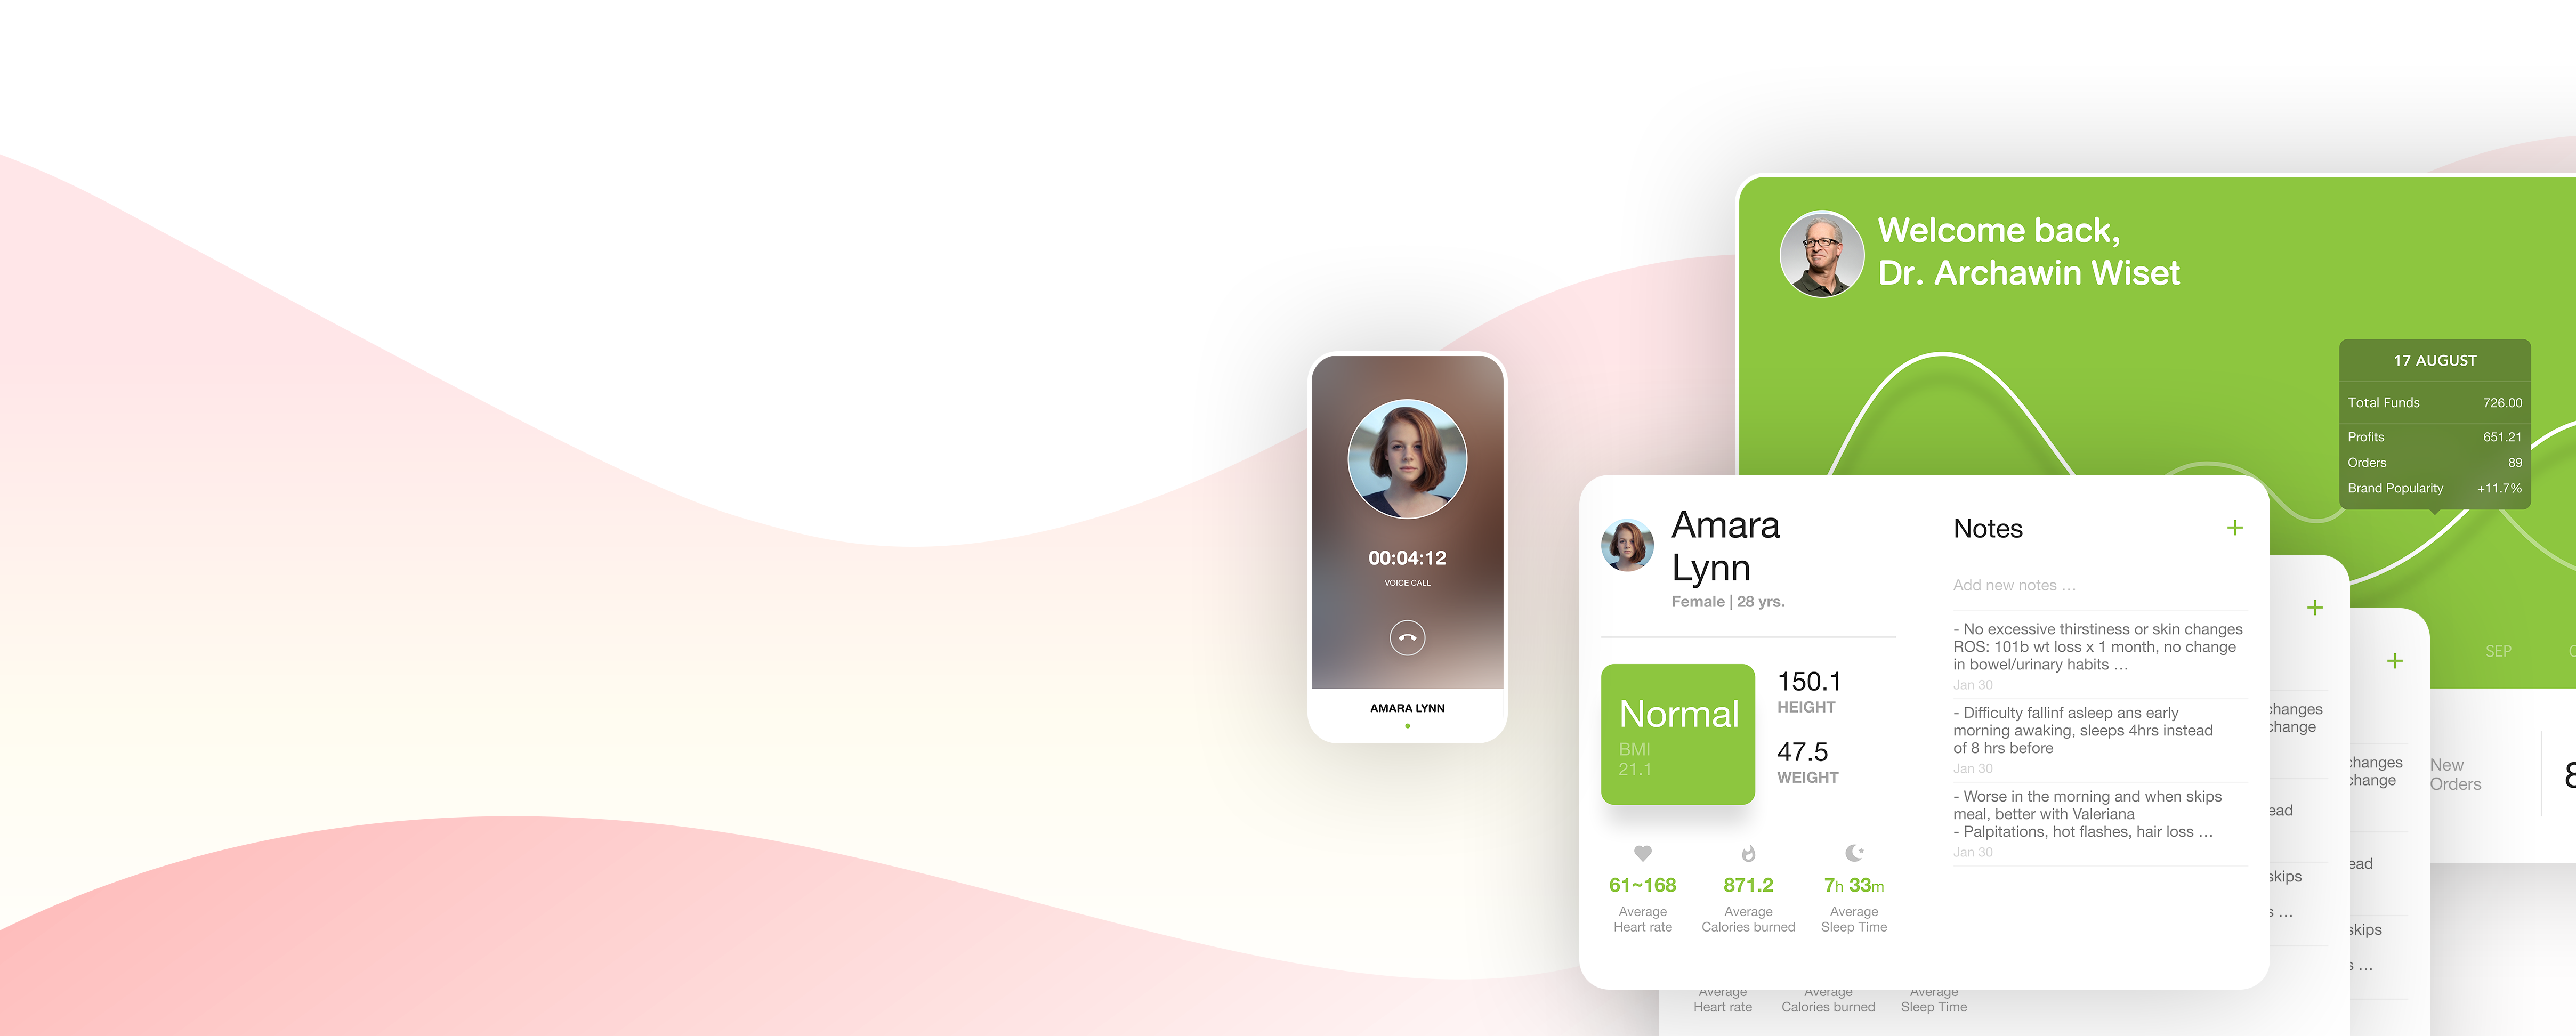 Welcome back,
Dr. Archawin Wiset
17 AUGUST
Total Funds 726.00
Profits 651.21
Orders 89
Brand Popularity +11.7%
SEP
00:04:12
VOICE CALL
AMARA LYNN
Amara
Lynn
Female | 28 yrs.
Normal
BMI
21.1
150.1
HEIGHT
47.5
WEIGHT
61~168
Average
Heart rate
871.2
Average
Calories burned
7h 33m
Average
Sleep Time
Notes
+
Add new notes ...
- No excessive thirstiness or skin changes
ROS: 101b wt loss x 1 month, no change
in bowel/urinary habits ...
Jan 30
- Difficulty fallinf asleep ans early
morning awaking, sleeps 4hrs instead
of 8 hrs before
Jan 30
- Worse in the morning and when skips
meal, better with Valeriana
- Palpitations, hot flashes, hair loss ...
Jan 30
+
changes
change
ead
skips
s ...
+
changes
change
ead
skips
s ...
New
Orders
8
Average
Heart rate
Average
Calories burned
Average
Sleep Time